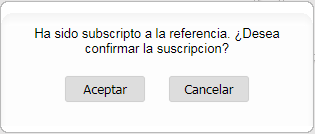 Ha sido subscripto a la referencia. ¿Desea
confirmar la suscripcion?
Aceptar
Cancelar